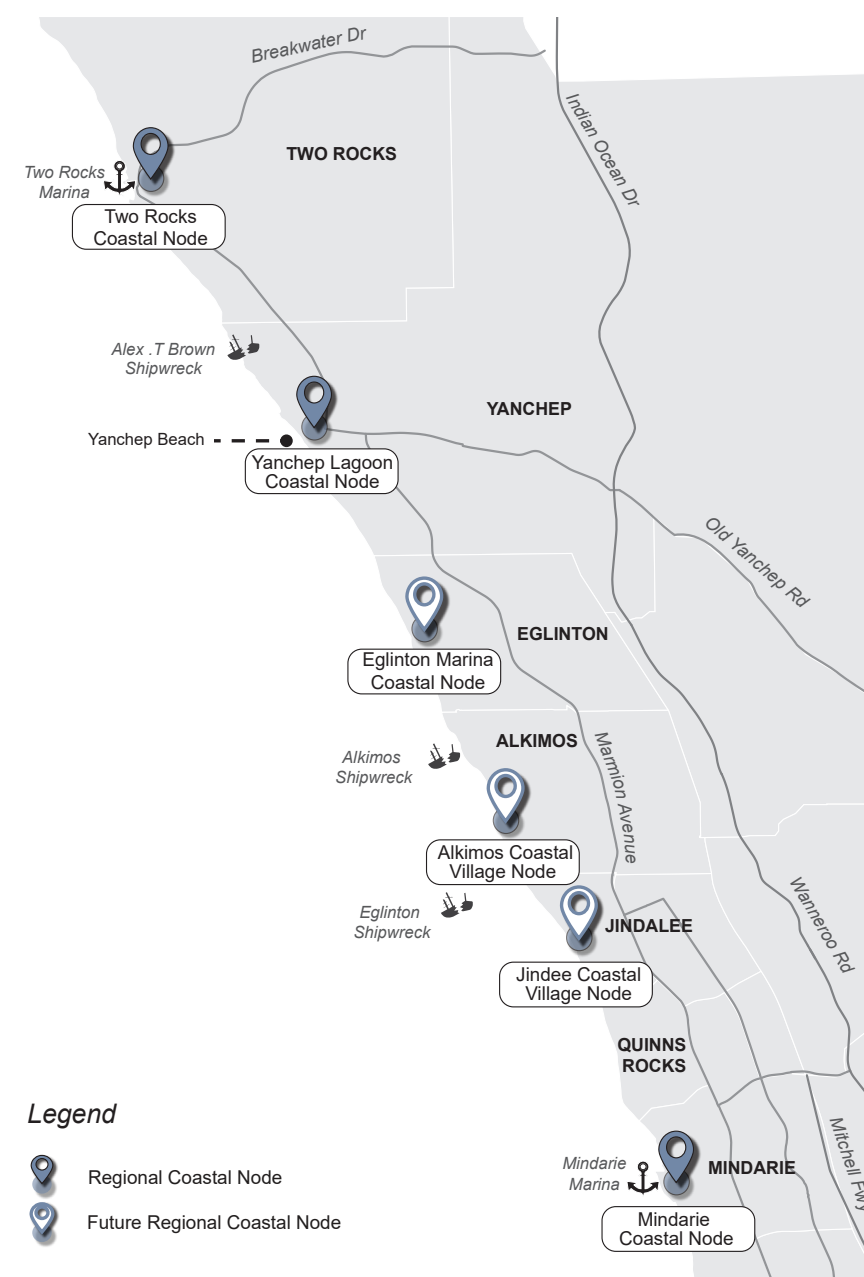 Breakwater Dr
Indian Ocean Dr
TWO ROCKS
Two Rocks
Marina
Two Rocks
Coastal Node
Alex .T Brown
Shipwreck
YANCHEP
Yanchep Beach
Yanchep Lagoon
Coastal Node
Old Yanchep Rd
EGLINTON
Eglinton Marina
Coastal Node
ALKIMOS
Marmion Avenue
Alkimos
Shipwreck
Alkimos Coastal
Village Node
Wanneroo Rd
Eglinton
Shipwreck
JINDALEE
Jindee Coastal
Village Node
QUINNS
ROCKS
Legend
Regional Coastal Node
Future Regional Coastal Node
Mitchell Fwy
Mindarie
Marina
MINDARIE
Mindarie
Coastal Node